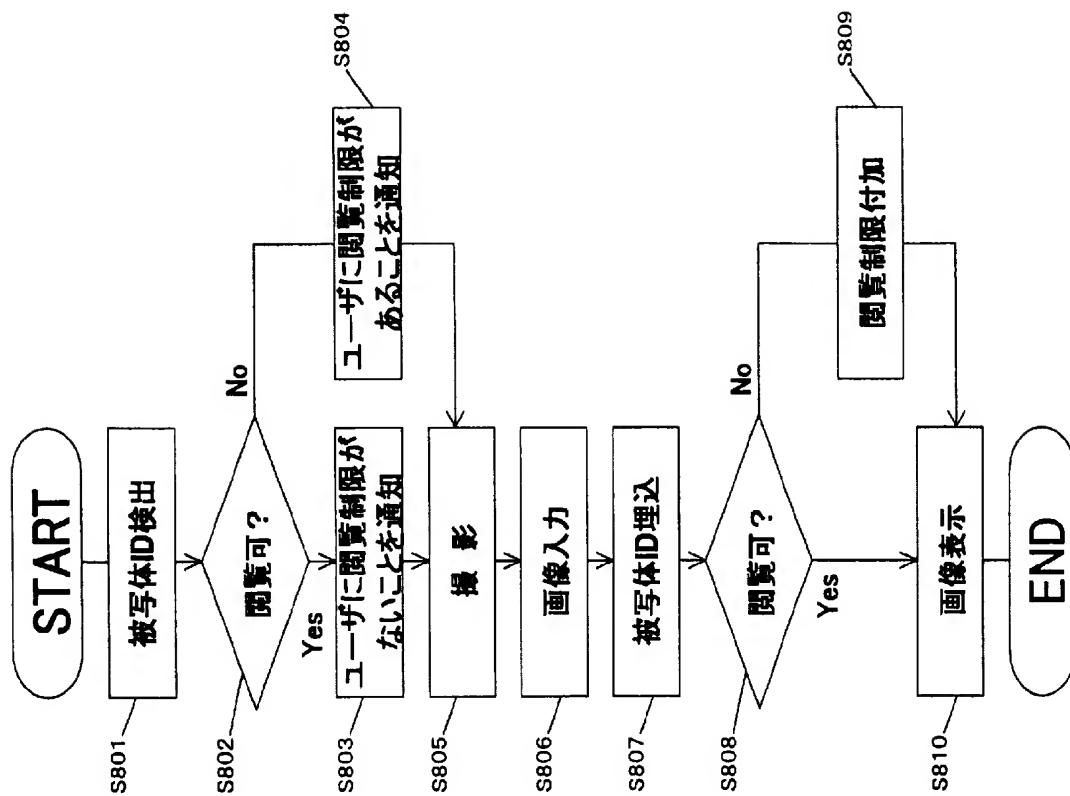 START
S801
被写体ID検出
S802
閲覧可？
No
Yes
S803
ユーザに閲覧制限が
ないことを通知
S804
ユーザに閲覧制限が
あることを通知
S805
撮 影
S806
画像入力
S807
被写体ID埋込
S808
閲覧可？
No
Yes
S809
閲覧制限付加
S810
画像表示
END